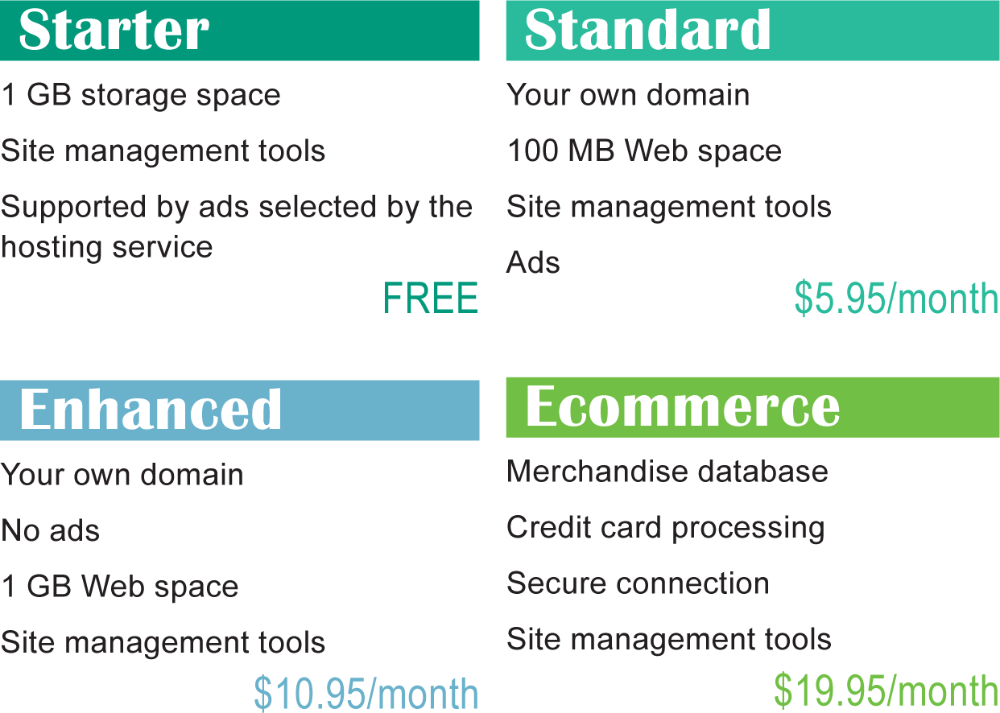 Starter
1 GB storage space
Site management tools
Supported by ads selected by the
hosting service
FREE
Standard
Your own domain
100 MB Web space
Site management tools
Ads
$5.95/month
Enhanced
Your own domain
No ads
1 GB Web space
Site management tools
$10.95/month
Ecommerce
Merchandise database
Credit card processing
Secure connection
Site management tools
$19.95/month